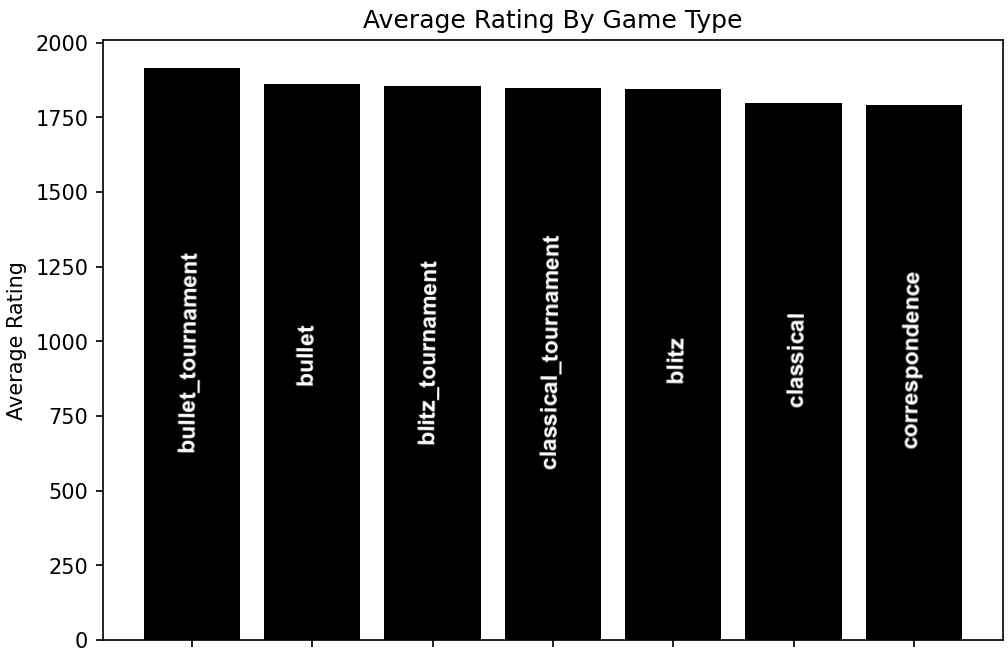 Average Rating By Game Type
Average Rating
2000
1750
1500
1250
1000
750
500
250
0
bullet_tournament
bullet
blitz_tournament
classical_tournament
blitz
classical
correspondence